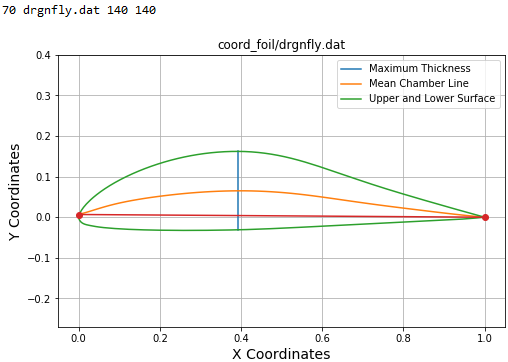 70 drgnfly.dat 140 140
coord_foil/drgnfly.dat
Maximum Thickness
Mean Chamber Line
Upper and Lower Surface
Y Coordinates
0.4
0.3
0.2
0.1
0.0
−0.1
−0.2
0.0 0.2 0.4 0.6 0.8 1.0
X Coordinates